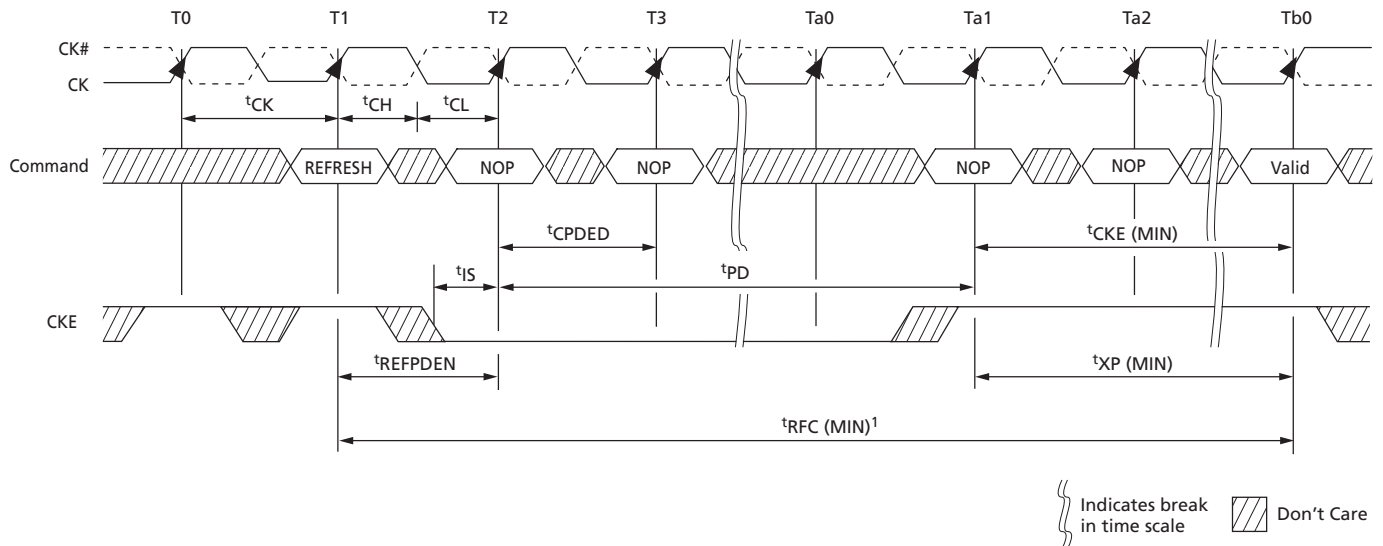 T0 T1 T2 T3 Ta0 Ta1 Ta2 Tb0
CK#
CK
tCK tCH tCL
Command REFRESH NOP NOP NOP NOP Valid
tCPDED tCKE (MIN)
tIS tPD
CKE
tREFPDEN tXP (MIN)
tRFC (MIN)1
Indicates break
in time scale
Don't Care